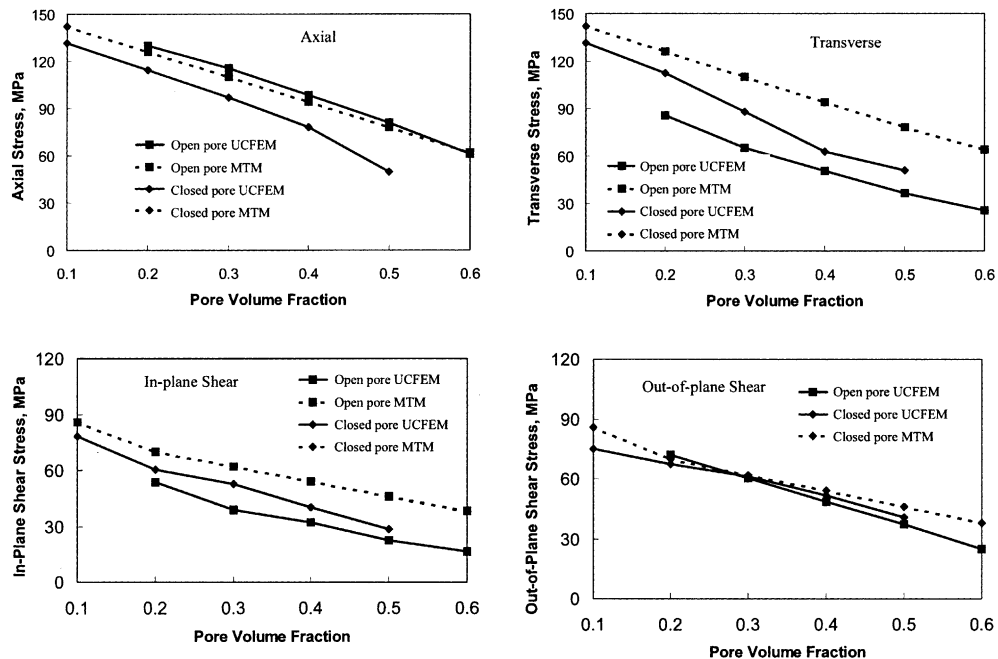 150
120
90
60
30
0
Axial Stress, MPa
Axial
Open pore UCFEM
Open pore MTM
Closed pore UCFEM
Closed pore MTM
0.1 0.2 0.3 0.4 0.5 0.6
Pore Volume Fraction
150
120
90
60
30
0
Transverse Stress, MPa
Transverse
Open pore UCFEM
Open pore MTM
Closed pore UCFEM
Closed pore MTM
0.1 0.2 0.3 0.4 0.5 0.6
Pore Volume Fraction
120
90
60
30
0
In-Plane Shear Stress, MPa
In-plane Shear
Open pore UCFEM
Open pore MTM
Closed pore UCFEM
Closed pore MTM
0.1 0.2 0.3 0.4 0.5 0.6
Pore Volume Fraction
120
90
60
30
0
Out-of-Plane Shear Stress, MPa
Out-of-plane Shear
Open pore UCFEM
Closed pore UCFEM
Closed pore MTM
0.1 0.2 0.3 0.4 0.5 0.6
Pore Volume Fraction